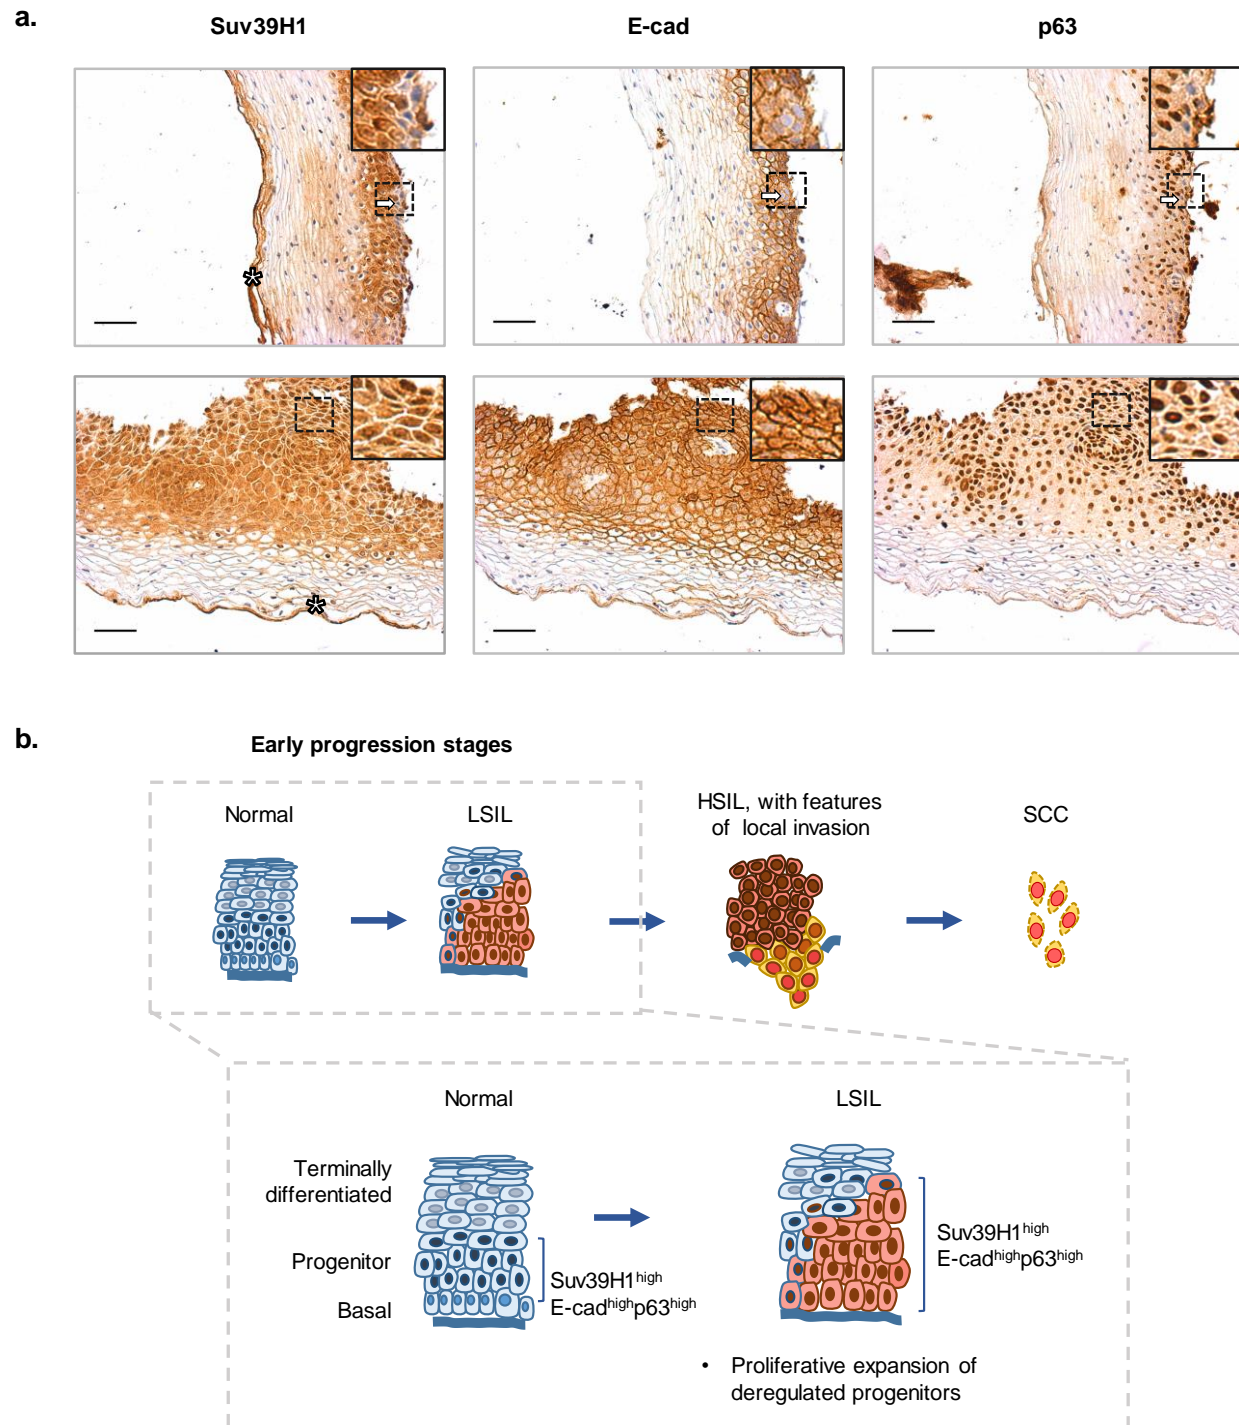 a.
Suv39H1
E-cad
p63
*
*
b.
Early progression stages
Normal
LSIL
HSIL, with features
of local invasion
SCC
Normal
LSIL
Terminally
differentiated
Progenitor
Basal
Suv39H1high
E-cadhighp63high
Suv39H1high
E-cadhighp63high
• Proliferative expansion of
deregulated progenitors